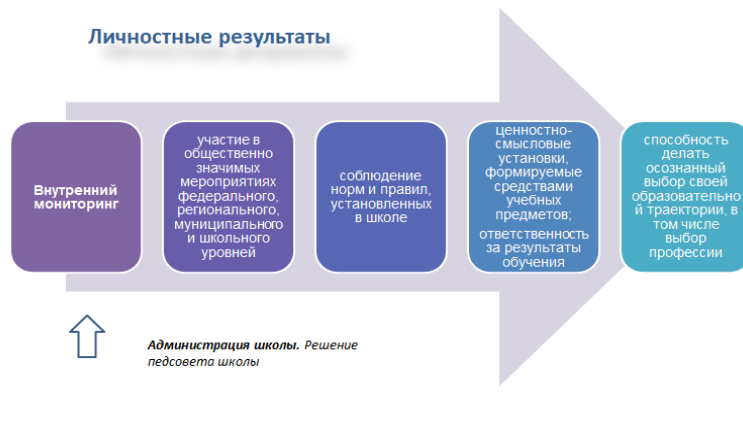 Личностные результаты
Внутренний
мониторинг
участие в
общественно
значимых
мероприятиях
федерального,
регионального,
муниципального
и школьного
уровней
соблюдение
норм и правил,
установленных
в школе
ценностно-
смысловые
установки,
формируемые
средствами
учебных
предметов;
ответственность
за результаты
обучения
способность
делать
осознанный
выбор своей
образовательно
й траектории, в
том числе
выбор
профессии
Администрация школы. Решение
педсовета школы